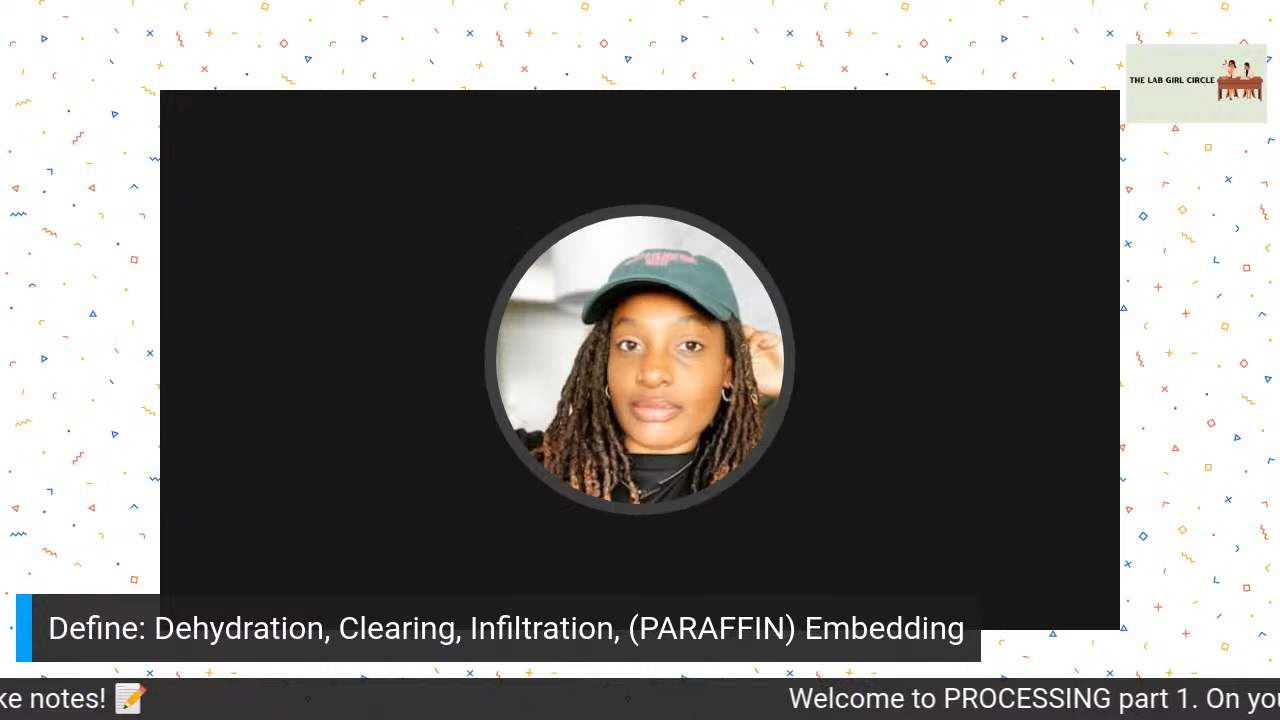 THE LAB GIRL CIRCLE
Define: Dehydration, Clearing, Infiltration, (PARAFFIN) Embedding
ke notes! 📝 Welcome to PROCESSING part 1. On you